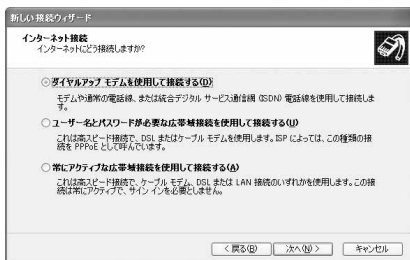 新しい接続ウィザード
インターネット接続
インターネットにどう接続しますか?
ダイヤルアップ モデムを使用して接続する(D)
モデムや通常の電話線、または統合デジタル サービス通信網 (ISDN) 電話線を使用して接続しま
す。
ユーザー名とパスワードが必要な広帯域接続を使用して接続する(U)
これは高スピード接続で、DSL またはケーブル モデムを使用します。ISP によっては、この種類の接
続を PPPoE として呼んでいます。
常にアクティブな広帯域接続を使用して接続する(A)
これは高スピード接続で、ケーブル モデム、DSL または LAN 接続のいずれかを使用します。この接
続は常にアクティブで、サイン インを必要としません。
< 戻る(B)
次へ(N) >
キャンセル